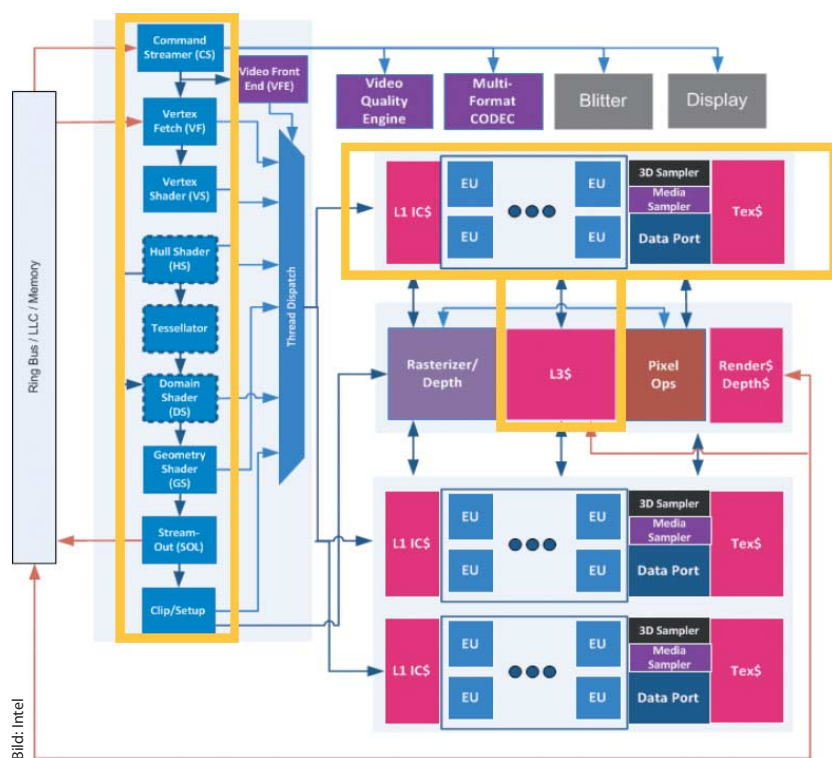 Command
Streamer (CS)
Video Front
End (VFE)
Vertex
Fetch (VF)
Vertex
Shader (VS)
Hull Shader
(HS)
Tessellator
Domain
Shader
(DS)
Geometry
Shader
(GS)
Stream-
Out (SOL)
Clip/Setup
Ring Bus / LLC / Memory
Thread Dispatch
Video
Quality
Engine
Multi-
Format
CODEC
Blitter
Display
L1 IC$
EU
EU
EU
EU
3D Sampler
Media
Sampler
Data Port
Tex$
Rasterizer/
Depth
L3$
Pixel
Ops
Render$
Depth$
L1 IC$
EU
EU
EU
EU
3D Sampler
Media
Sampler
Data Port
Tex$
L1 IC$
EU
EU
EU
EU
3D Sampler
Media
Sampler
Data Port
Tex$
Bild: Intel